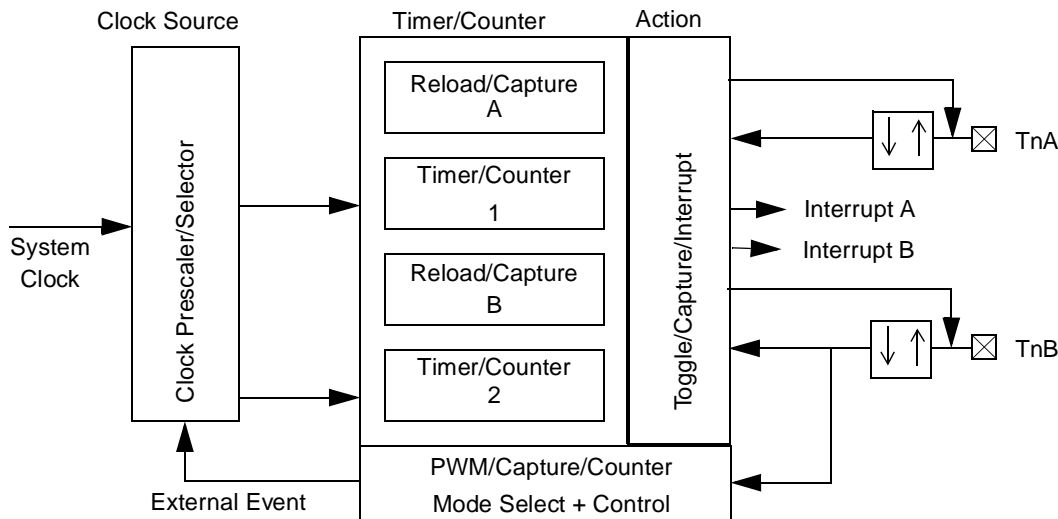 Clock Source
Timer/Counter
Action
Reload/Capture
A
Timer/Counter
1
Reload/Capture
B
Timer/Counter
2
Clock Prescaler/Selector
Toggle/Capture/Interrupt
System
Clock
TnA
Interrupt A
Interrupt B
TnB
External Event
PWM/Capture/Counter
Mode Select + Control